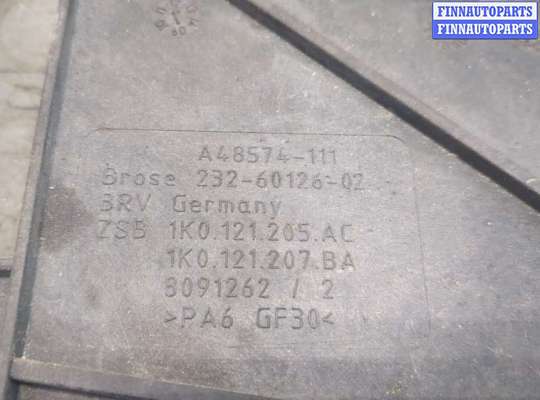 FINNAUTOPARTS
FINNAUTOPARTS
A48574-111
Brose 232-60126-02
BRV Germany
ZSB 1K0.121.205.AC
1K0.121.207.BA
8091262 / 2
>PA6 GF30<